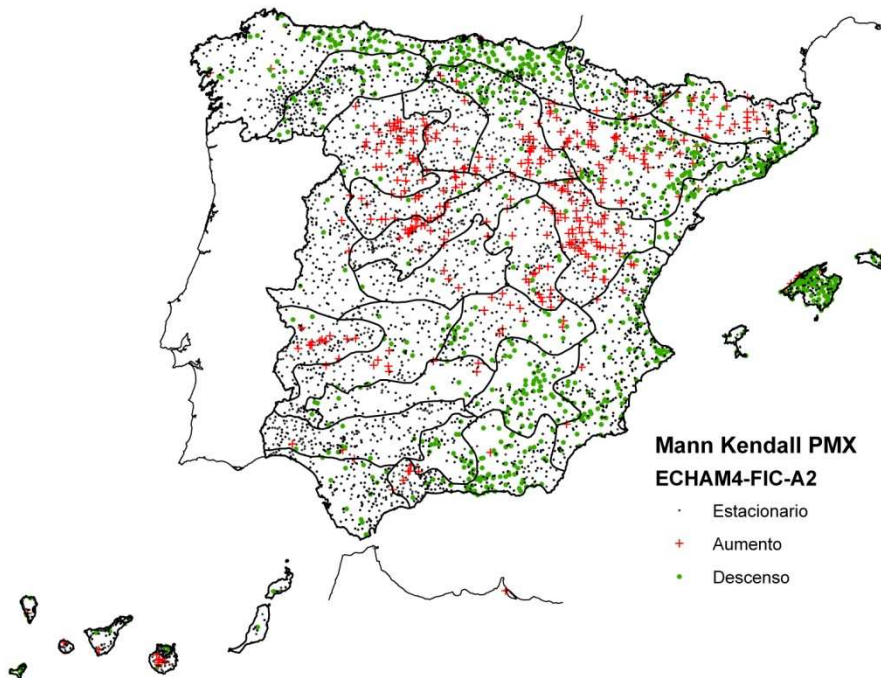 Mann Kendall PMX
ECHAM4-FIC-A2
Estacionario
Aumento
Descenso